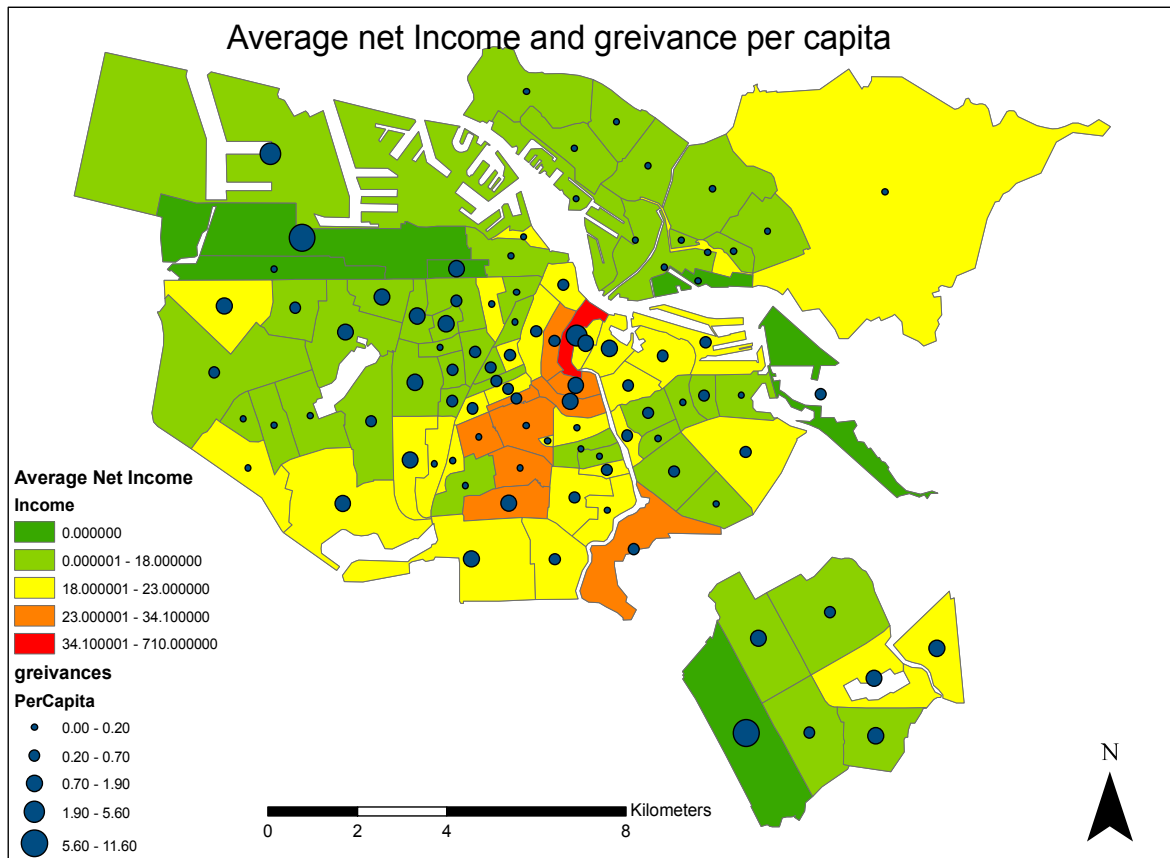 Average net Income and greivance per capita
Average Net Income
Income
0.000000
0.000001 - 18.000000
18.000001 - 23.000000
23.000001 - 34.100000
34.100001 - 710.000000
greivances
PerCapita
0.00 - 0.20
0.20 - 0.70
0.70 - 1.90
1.90 - 5.60
5.60 - 11.60
Kilometers
0 2 4 6 8
N